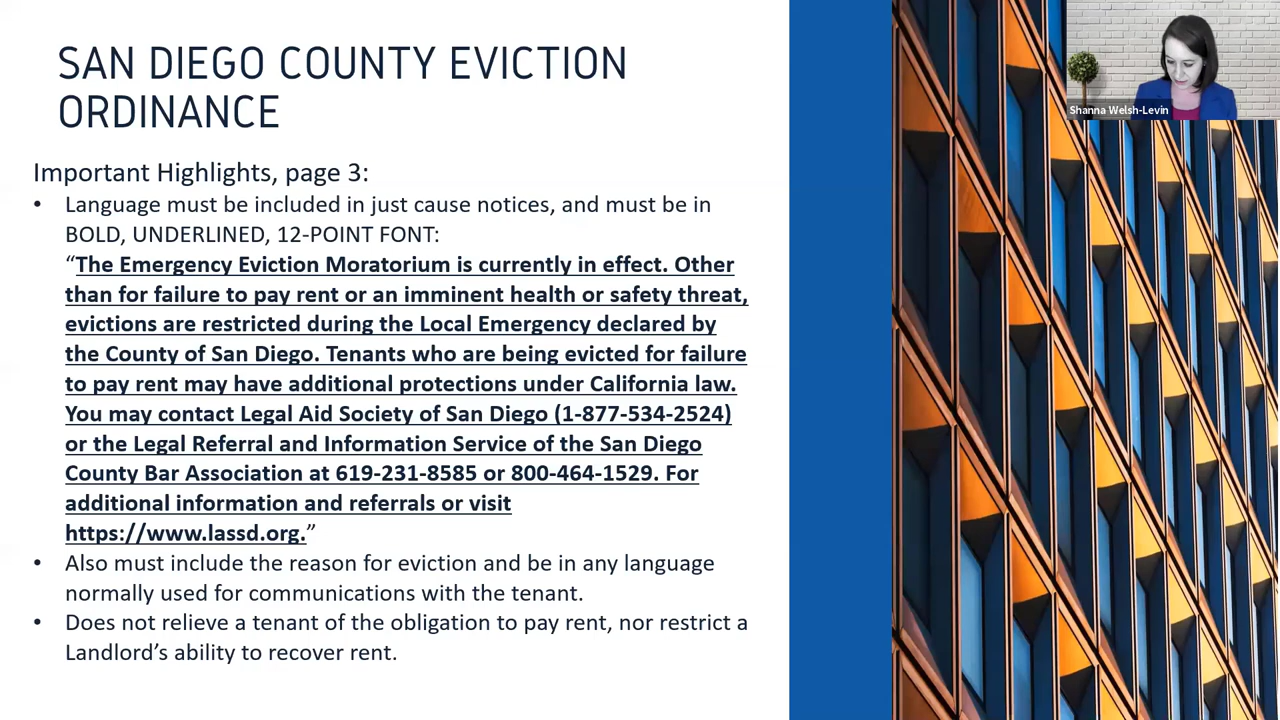 SAN DIEGO COUNTY EVICTION
ORDINANCE
Shanna Welsh-Levin
Important Highlights, page 3:
• Language must be included in just cause notices, and must be in
BOLD, UNDERLINED, 12-POINT FONT:
“The Emergency Eviction Moratorium is currently in effect. Other
than for failure to pay rent or an imminent health or safety threat,
evictions are restricted during the Local Emergency declared by
the County of San Diego. Tenants who are being evicted for failure
to pay rent may have additional protections under California law.
You may contact Legal Aid Society of San Diego (1-877-534-2524)
or the Legal Referral and Information Service of the San Diego
County Bar Association at 619-231-8585 or 800-464-1529. For
additional information and referrals or visit
https://www.lassd.org.”
• Also must include the reason for eviction and be in any language
normally used for communications with the tenant.
• Does not relieve a tenant of the obligation to pay rent, nor restrict a
Landlord’s ability to recover rent.